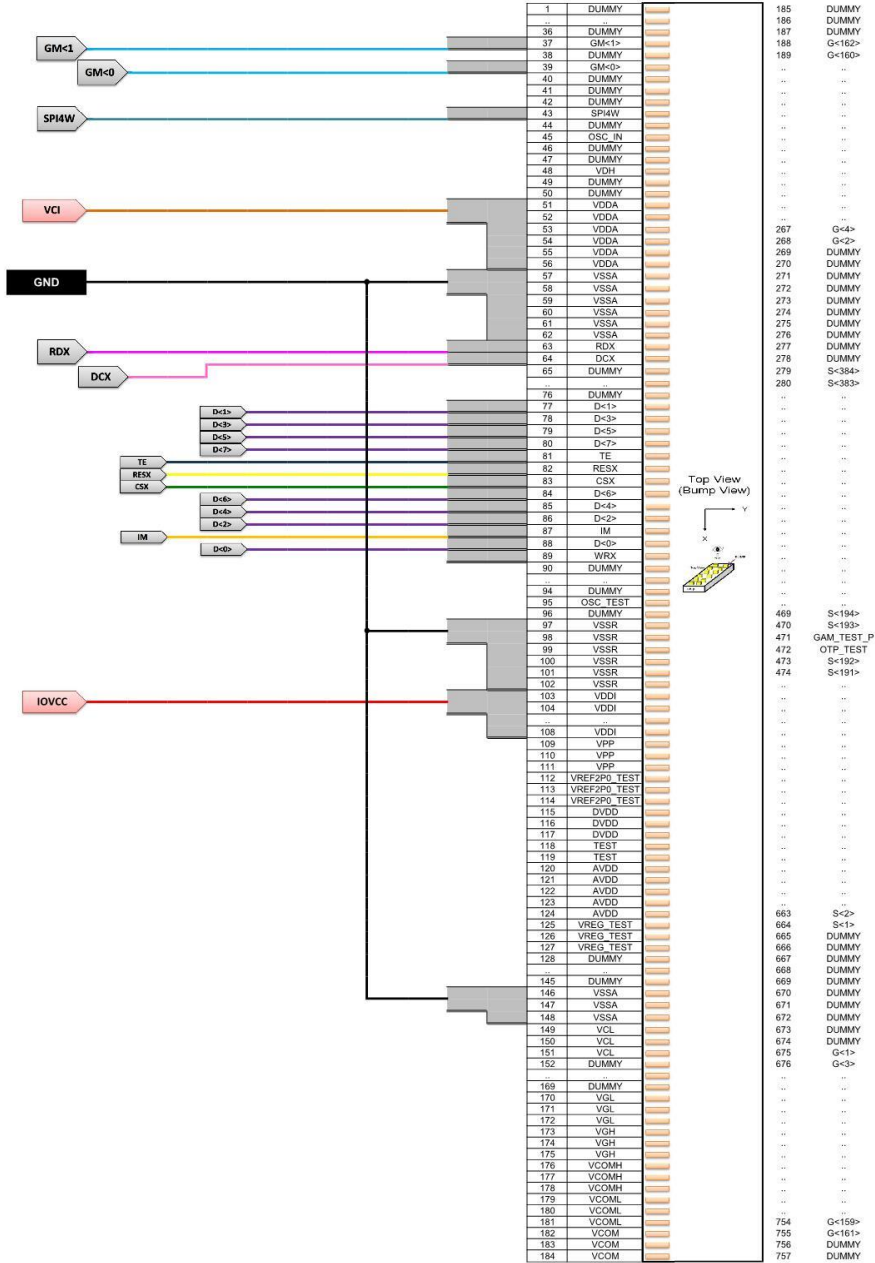 GM<1
GM<0
SPI4W
VCI
GND
RDX
DCX
D<1>
D<3>
D<5>
D<7>
TE
RESX
CSX
D<6>
D<4>
D<2>
IM
D<0>
IOVCC
1 DUMMY
.. ..
36 DUMMY
37 GM<1>
38 DUMMY
39 GM<0>
40 DUMMY
41 DUMMY
42 DUMMY
43 SPI4W
44 DUMMY
45 OSC_IN
46 DUMMY
47 DUMMY
48 VDH
49 DUMMY
50 DUMMY
51 VDDA
52 VDDA
53 VDDA
54 VDDA
55 VDDA
56 VDDA
57 VSSA
58 VSSA
59 VSSA
60 VSSA
61 VSSA
62 VSSA
63 RDX
64 DCX
65 DUMMY
.. ..
76 DUMMY
77 D<1>
78 D<3>
79 D<5>
80 D<7>
81 TE
82 RESX
83 CSX
84 D<6>
85 D<4>
86 D<2>
87 IM
88 D<0>
89 WRX
90 DUMMY
.. ..
94 DUMMY
95 OSC_TEST
96 DUMMY
97 VSSR
98 VSSR
99 VSSR
100 VSSR
101 VSSR
102 VSSR
103 VDDI
104 VDDI
.. ..
108 VDDI
109 VPP
110 VPP
111 VPP
112 VREF2P0_TEST
113 VREF2P0_TEST
114 VREF2P0_TEST
115 DVDD
116 DVDD
117 DVDD
118 TEST
119 TEST
120 AVDD
121 AVDD
122 AVDD
123 AVDD
124 AVDD
125 VREG_TEST
126 VREG_TEST
127 VREG_TEST
128 DUMMY
.. ..
145 DUMMY
146 VSSA
147 VSSA
148 VSSA
149 VCL
150 VCL
151 VCL
152 DUMMY
.. ..
169 DUMMY
170 VGL
171 VGL
172 VGL
173 VGH
174 VGH
175 VGH
176 VCOMH
177 VCOMH
178 VCOMH
179 VCOML
180 VCOML
181 VCOML
182 VCOM
183 VCOM
184 VCOM
Top View
(Bump View)
Y
X
185 DUMMY
186 DUMMY
187 DUMMY
188 G<162>
189 G<160>
.. ..
267 G<4>
268 G<2>
269 DUMMY
270 DUMMY
271 DUMMY
272 DUMMY
273 DUMMY
274 DUMMY
275 DUMMY
276 DUMMY
277 DUMMY
278 DUMMY
279 S<384>
280 S<383>
.. ..
469 S<194>
470 S<193>
471 GAM_TEST_P
472 OTP_TEST
473 S<192>
474 S<191>
.. ..
663 S<2>
664 S<1>
665 DUMMY
666 DUMMY
667 DUMMY
668 DUMMY
669 DUMMY
670 DUMMY
671 DUMMY
672 DUMMY
673 DUMMY
674 DUMMY
675 G<1>
676 G<3>
.. ..
754 G<159>
755 G<161>
756 DUMMY
757 DUMMY